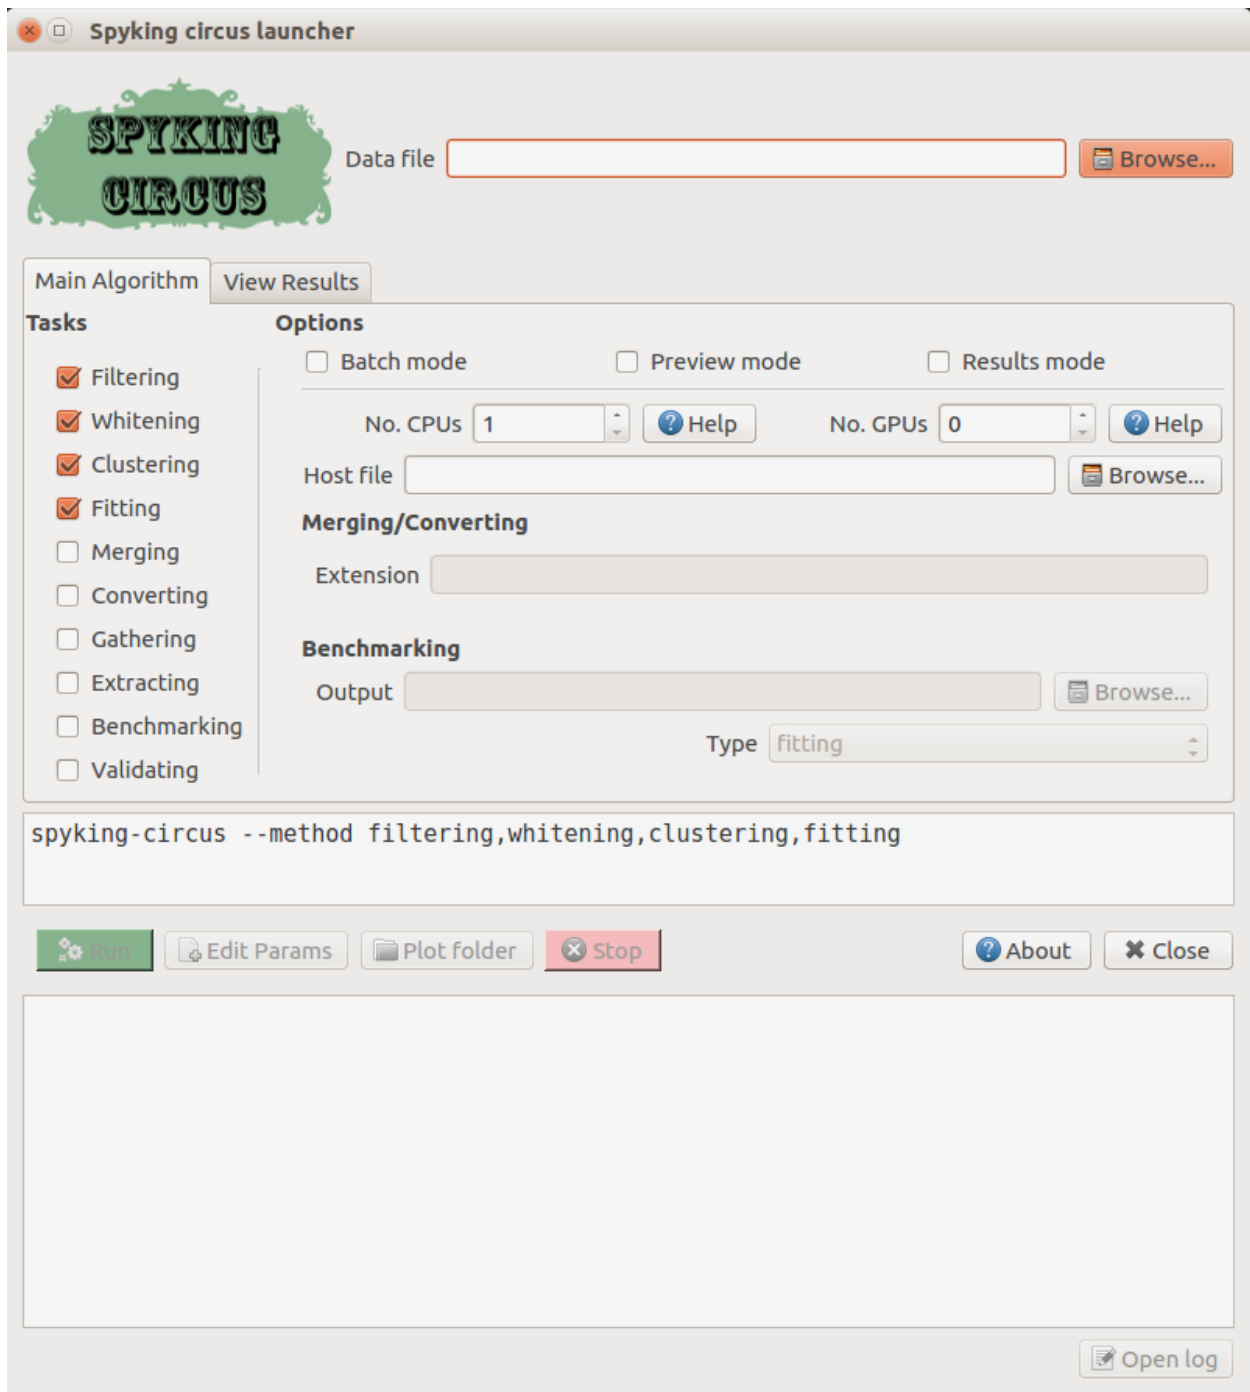 Spyking circus launcher
SPYKING
CIRCUS
Data file
Browse...
Main Algorithm
View Results
Tasks
Filtering
Whitening
Clustering
Fitting
Merging
Converting
Gathering
Extracting
Benchmarking
Validating
Options
Batch mode Preview mode Results mode
No. CPUs 1 Help No. GPUs 0 Help
Host file Browse...
Merging/Converting
Extension
Benchmarking
Output Browse...
Type fitting
spyking-circus --method filtering,whitening,clustering,fitting
Run Edit Params Plot folder Stop About Close
Open log